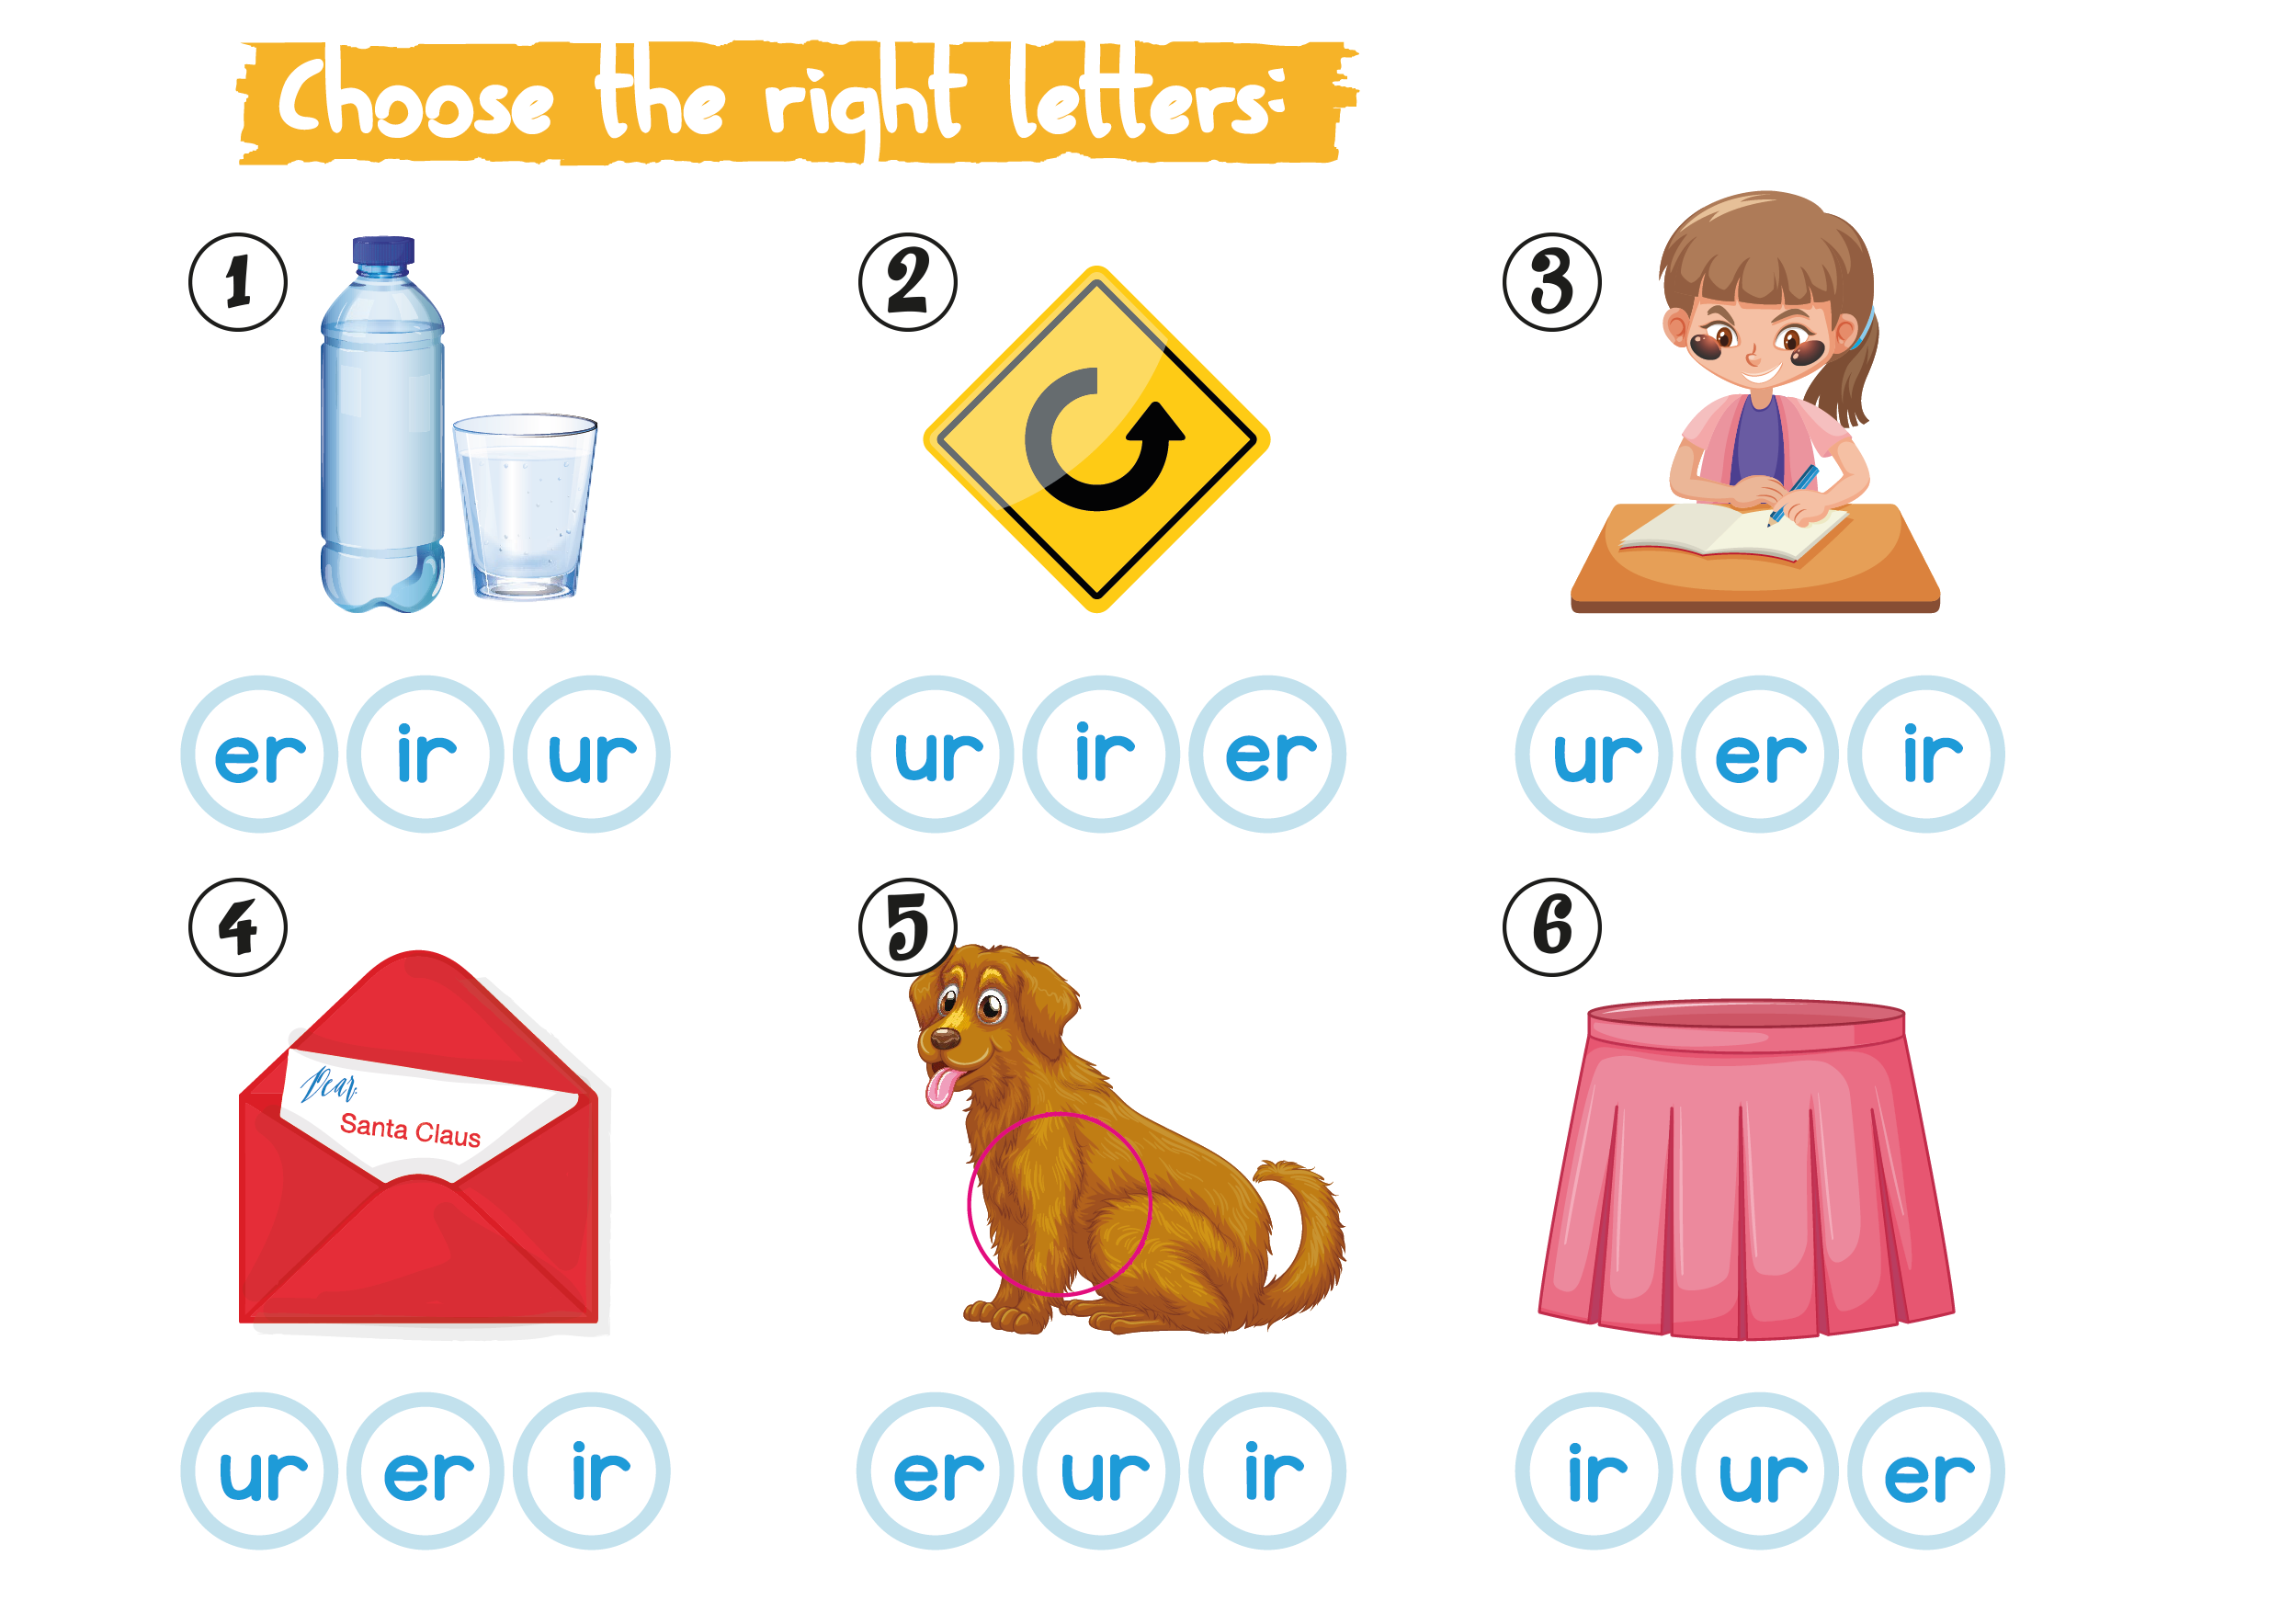 Choose the right letters:
1 2 3
er ir ur ur ir er ur er ir
4 5 6
Dear:
Santa Claus
ur er ir er ur ir ir ur er